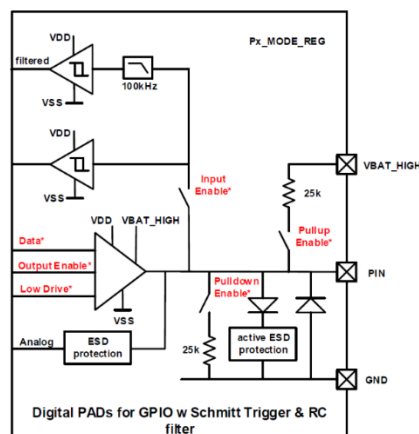 Px_MODE_REG
VDD
filtered
100kHz
VSS
VDD
VBAT_HIGH
VSS
25k
Input
Enable*
Pullup
Enable*
VDD
VBAT_HIGH
Data*
Output Enable*
Low Drive*
PIN
Pulldown
Enable*
VSS
Analog
ESD
protection
25k
active ESD
protection
GND
Digital PADs for GPIO w Schmitt Trigger & RC
filter